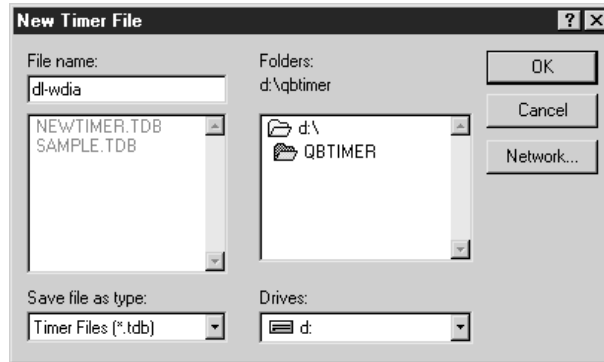 New Timer File
File name:
dl-wdia
NEWTIMER.TDB
SAMPLE.TDB
Save file as type:
Timer Files (*.tdb)
Folders:
d:\qbtimer
d:\
QBTIMER
Drives:
d:
OK
Cancel
Network...